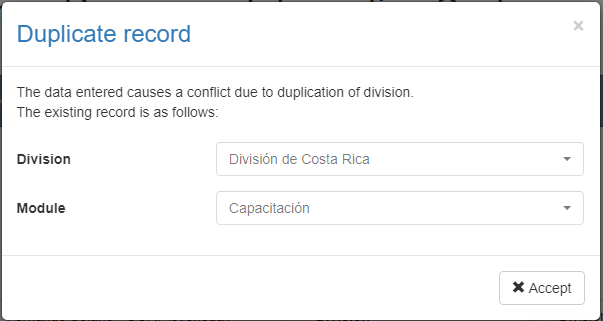 Duplicate record
×
The data entered causes a conflict due to duplication of division.
The existing record is as follows:
Division División de Costa Rica
Module Capacitación
✖ Accept